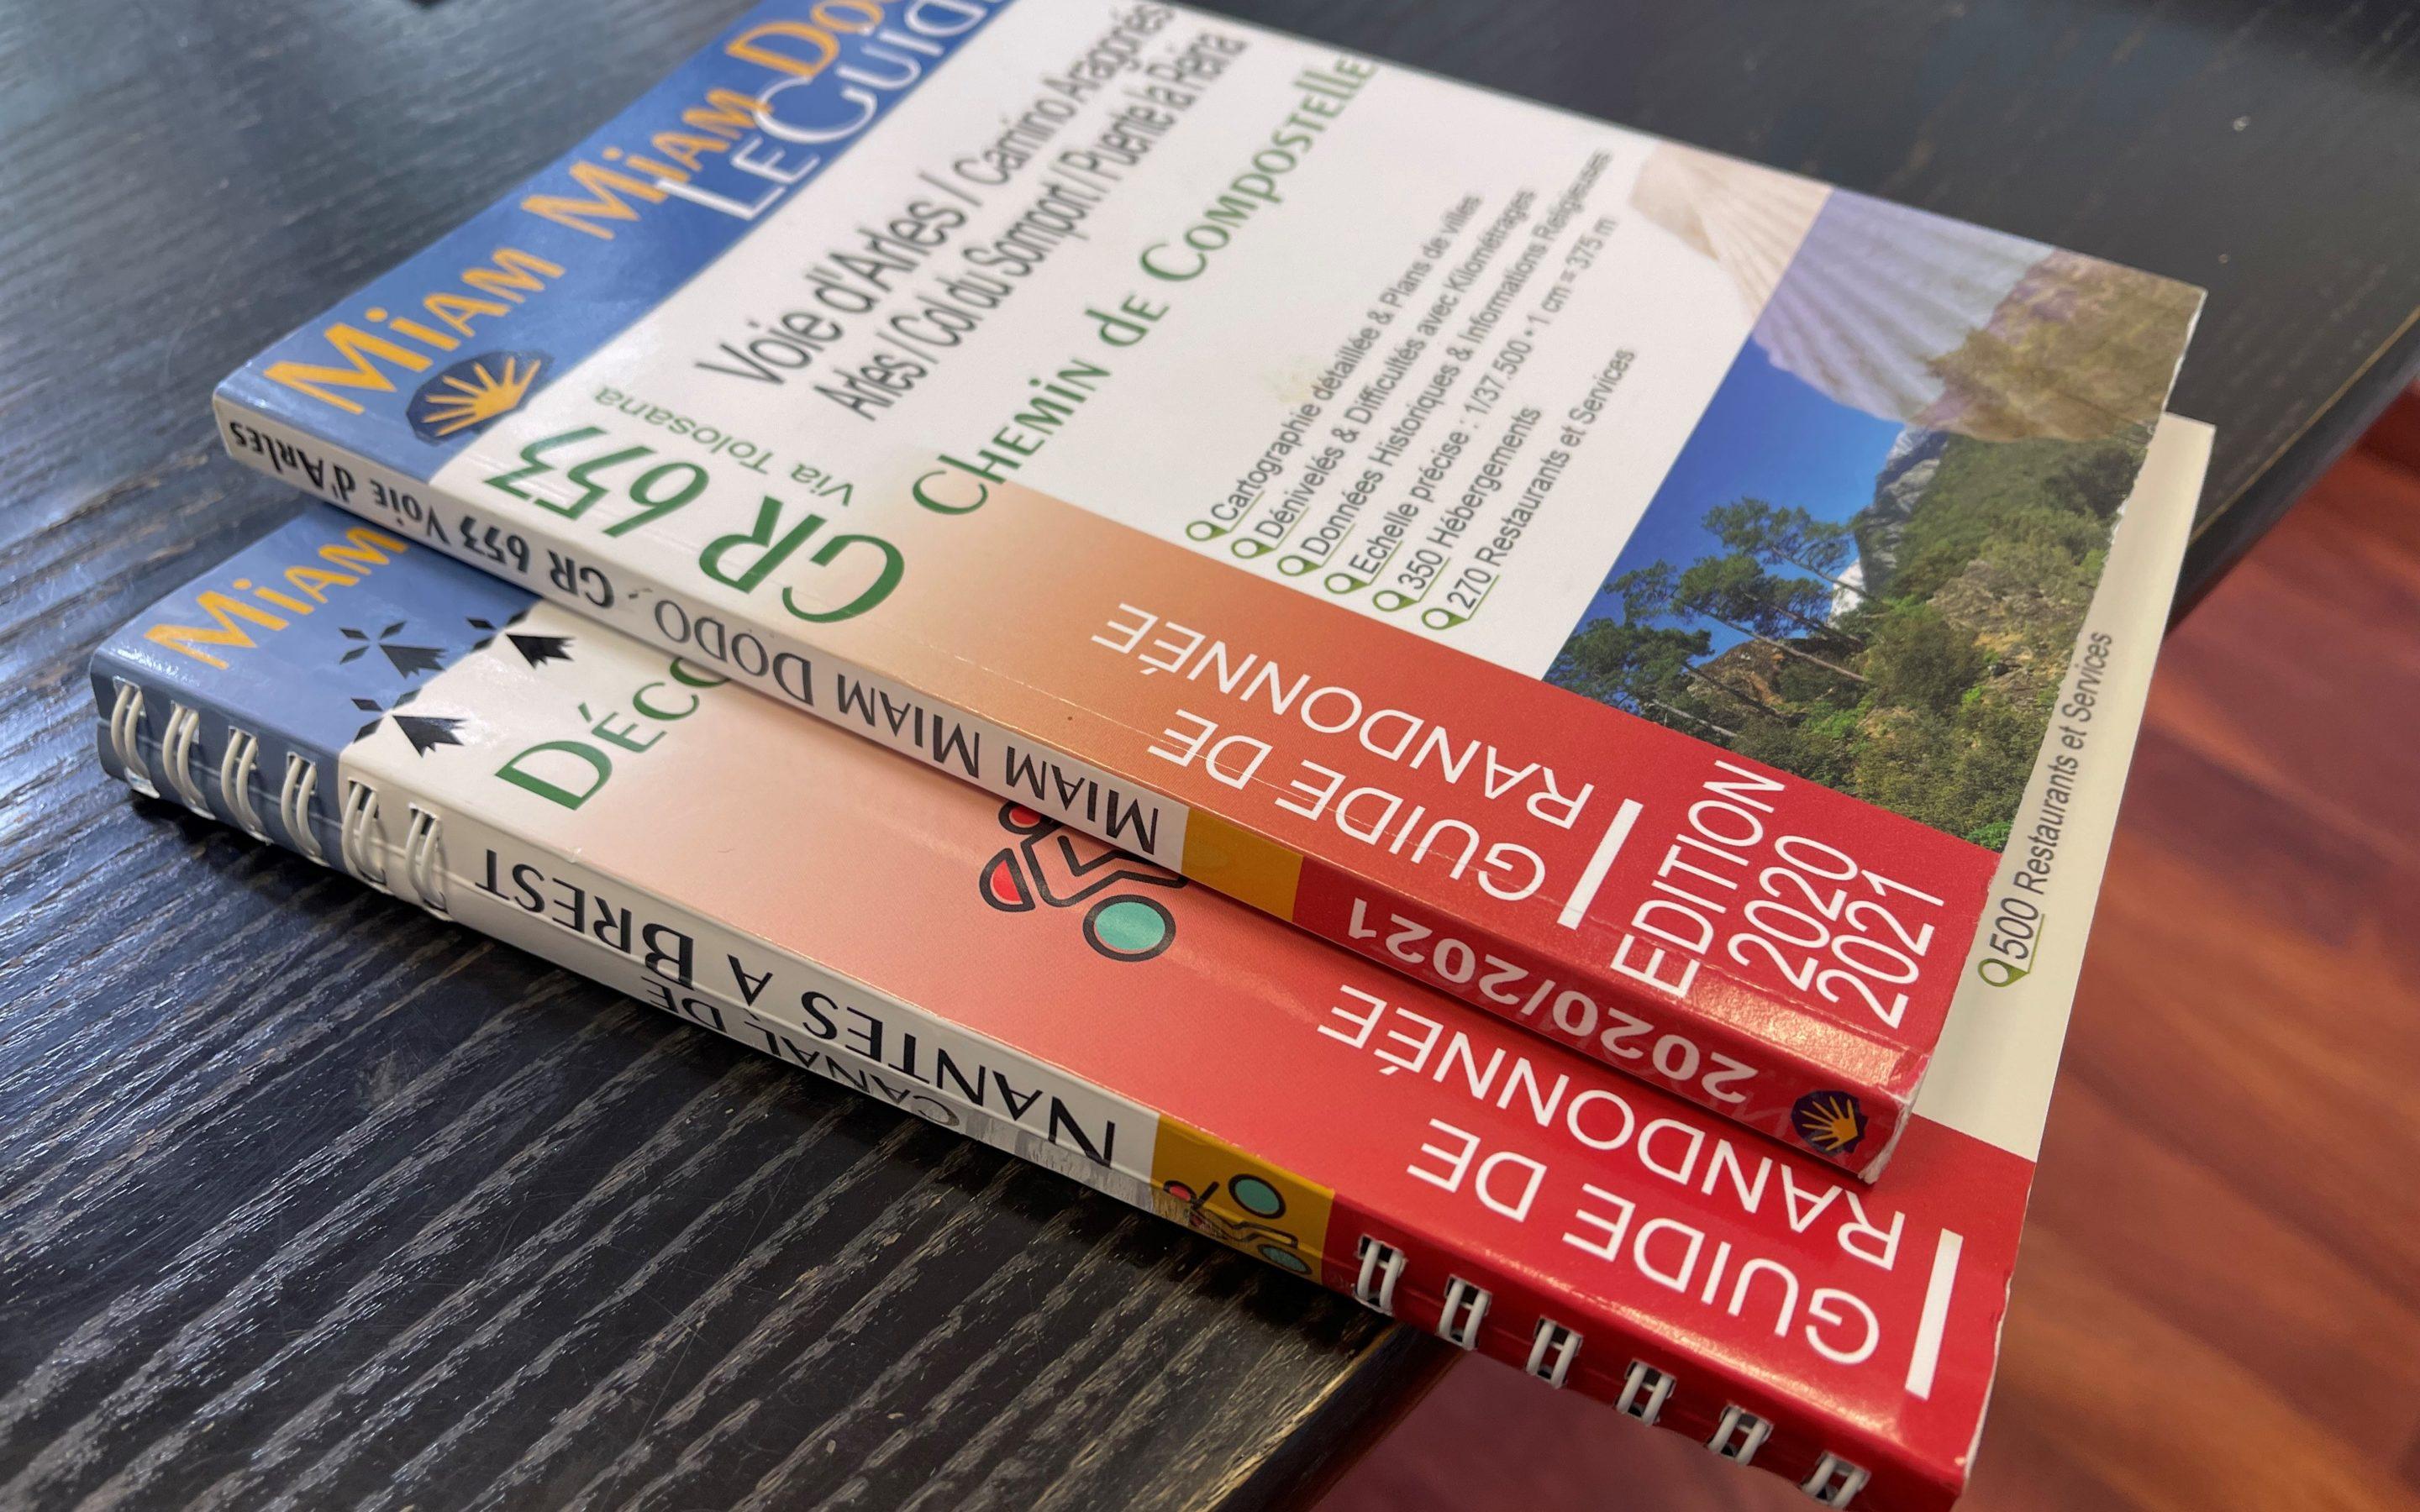 MiAM MiAM Dodo
LE GUiDE
Voie d'Arles / Camino Aragonés
Arles / Col du Somport / Puente la Reina
GR 653
Via Tolosana
CHEMIN dE COMPOSTELLE
Cartographie détaillée & Plans de villes
Dénivelés & Difficultés avec Kilométrages
Données Historiques & Informations Religieuses
Echelle précise : 1/37.500 • 1 cm = 375 m
350 Hébergements
270 Restaurants et Services
GUIDE DE
RANDONNÉE
EDITION
2020
2021
MIAM MIAM DODO, GR 653 VOIE d'ARLES
2020/2021
MiAM
DÉCO
500 Restaurants et Services
GUIDE DE
RANDONNÉE
CANAL DE
NANTES À BREST